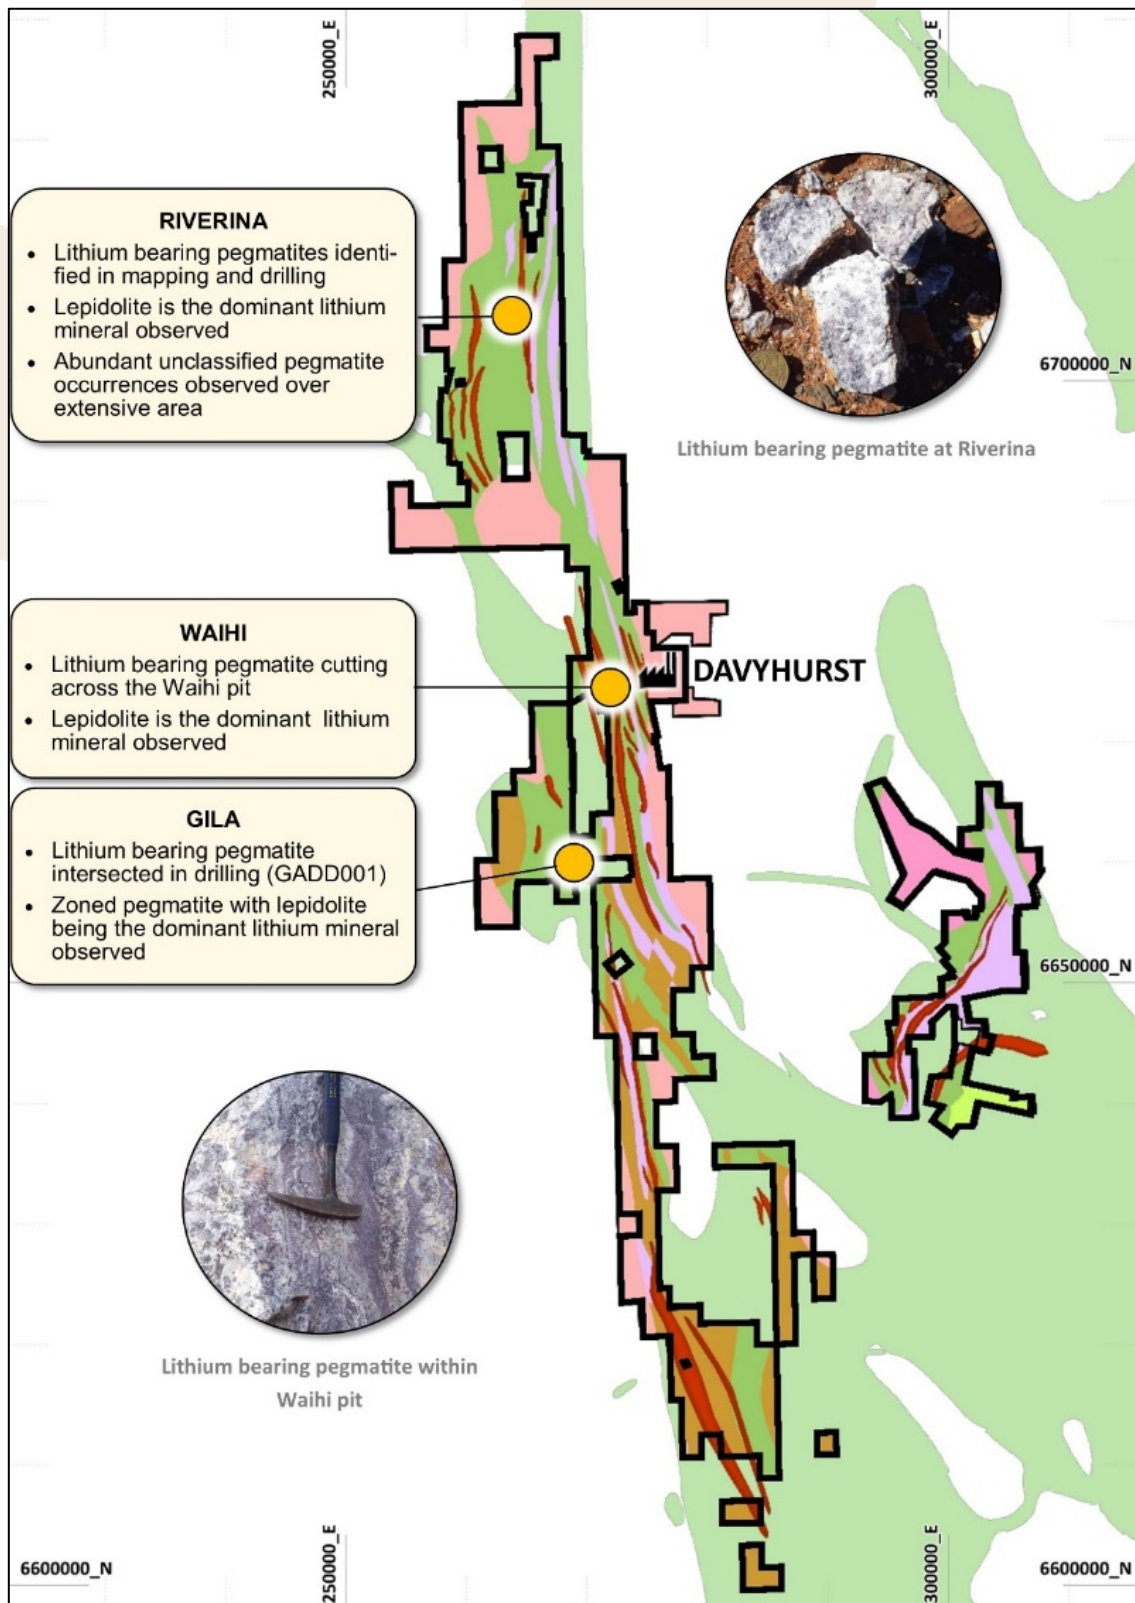 250000_E
300000_E
RIVERINA
• Lithium bearing pegmatites identi-
fied in mapping and drilling
• Lepidolite is the dominant lithium
mineral observed
• Abundant unclassified pegmatite
occurrences observed over
extensive area
6700000_N
Lithium bearing pegmatite at Riverina
WAIHI
• Lithium bearing pegmatite cutting
across the Waihi pit
• Lepidolite is the dominant lithium
mineral observed
DAVYHURST
GILA
• Lithium bearing pegmatite
intersected in drilling (GADD001)
• Zoned pegmatite with lepidolite
being the dominant lithium mineral
observed
6650000_N
Lithium bearing pegmatite within
Waihi pit
250000_E
300000_E
6600000_N
6600000_N